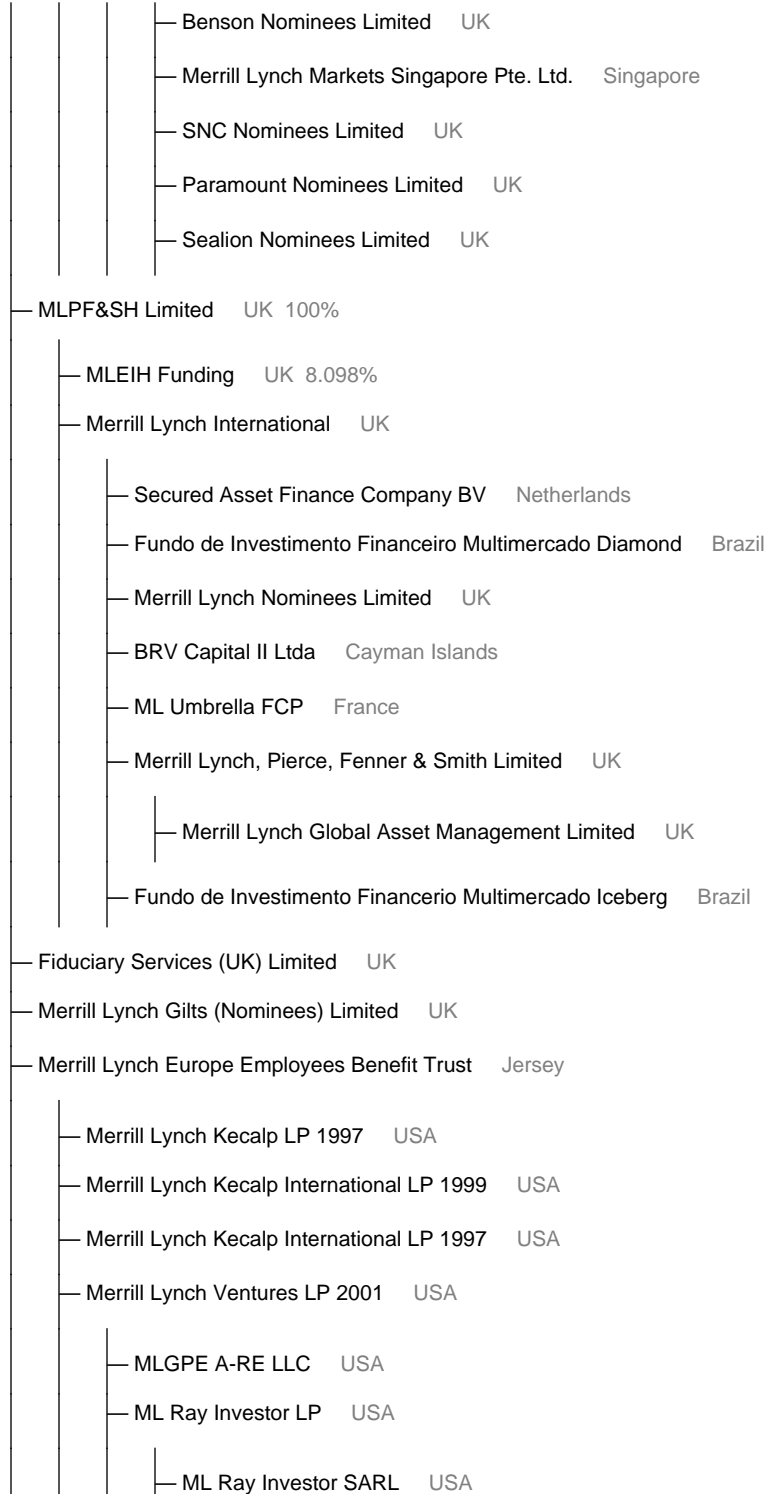 Benson Nominees Limited UK
Merrill Lynch Markets Singapore Pte. Ltd. Singapore
SNC Nominees Limited UK
Paramount Nominees Limited UK
Sealion Nominees Limited UK
MLPF&SH Limited UK 100%
MLEIH Funding UK 8.098%
Merrill Lynch International UK
Secured Asset Finance Company BV Netherlands
Fundo de Investimento Financeiro Multimercado Diamond Brazil
Merrill Lynch Nominees Limited UK
BRV Capital II Ltda Cayman Islands
ML Umbrella FCP France
Merrill Lynch, Pierce, Fenner & Smith Limited UK
Merrill Lynch Global Asset Management Limited UK
Fundo de Investimento Financerio Multimercado Iceberg Brazil
Fiduciary Services (UK) Limited UK
Merrill Lynch Gilts (Nominees) Limited UK
Merrill Lynch Europe Employees Benefit Trust Jersey
Merrill Lynch Kecalp LP 1997 USA
Merrill Lynch Kecalp International LP 1999 USA
Merrill Lynch Kecalp International LP 1997 USA
Merrill Lynch Ventures LP 2001 USA
MLGPE A-RE LLC USA
ML Ray Investor LP USA
ML Ray Investor SARL USA